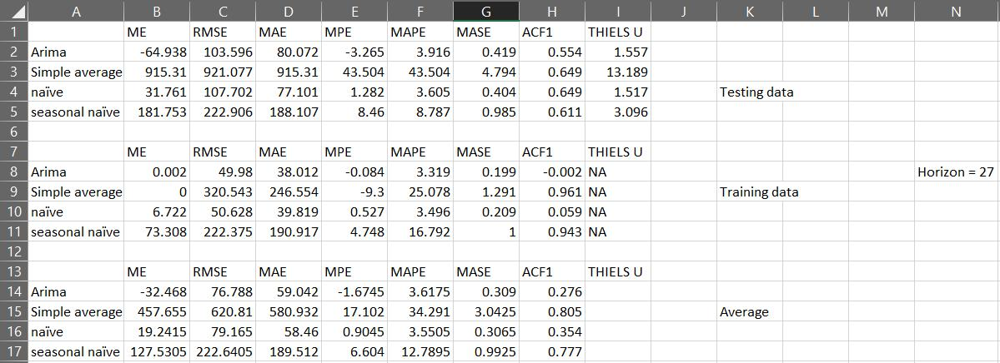 A B C D E F G H I J K L M N
1 ME RMSE MAE MPE MAPE MASE ACF1 THIELS U
2 Arima -64.938 103.596 80.072 -3.265 3.916 0.419 0.554 1.557
3 Simple average 915.31 921.077 915.31 43.504 43.504 4.794 0.649 13.189
4 naïve 31.761 107.702 77.101 1.282 3.605 0.404 0.649 1.517 Testing data
5 seasonal naïve 181.753 222.906 188.107 8.46 8.787 0.985 0.611 3.096
6
7 ME RMSE MAE MPE MAPE MASE ACF1 THIELS U
8 Arima 0.002 49.98 38.012 -0.084 3.319 0.199 -0.002 NA Horizon = 27
9 Simple average 0 320.543 246.554 -9.3 25.078 1.291 0.961 NA Training data
10 naïve 6.722 50.628 39.819 0.527 3.496 0.209 0.059 NA
11 seasonal naïve 73.308 222.375 190.917 4.748 16.792 1 0.943 NA
12
13 ME RMSE MAE MPE MAPE MASE ACF1 THIELS U
14 Arima -32.468 76.788 59.042 -1.6745 3.6175 0.309 0.276
15 Simple average 457.655 620.81 580.932 17.102 34.291 3.0425 0.805 Average
16 naïve 19.2415 79.165 58.46 0.9045 3.5505 0.3065 0.354
17 seasonal naïve 127.5305 222.6405 189.512 6.604 12.7895 0.9925 0.777